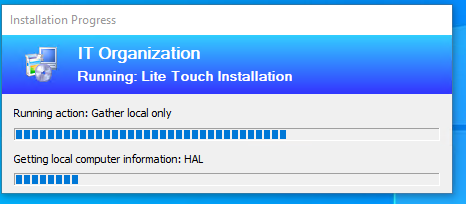 Installation Progress
IT Organization
Running: Lite Touch Installation
Running action: Gather local only
Getting local computer information: HAL